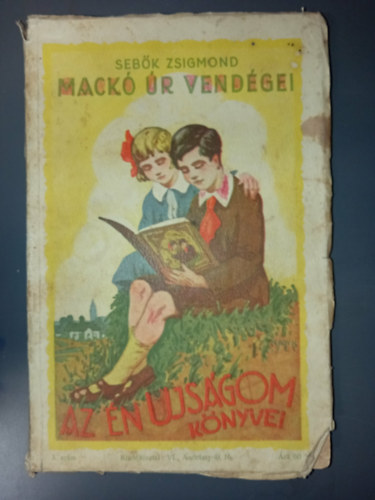 SEBŐK ZSIGMOND
MACKÓ ÚR VENDÉGEI
AZ ÉN UJSÁGOM
KÖNYVEI